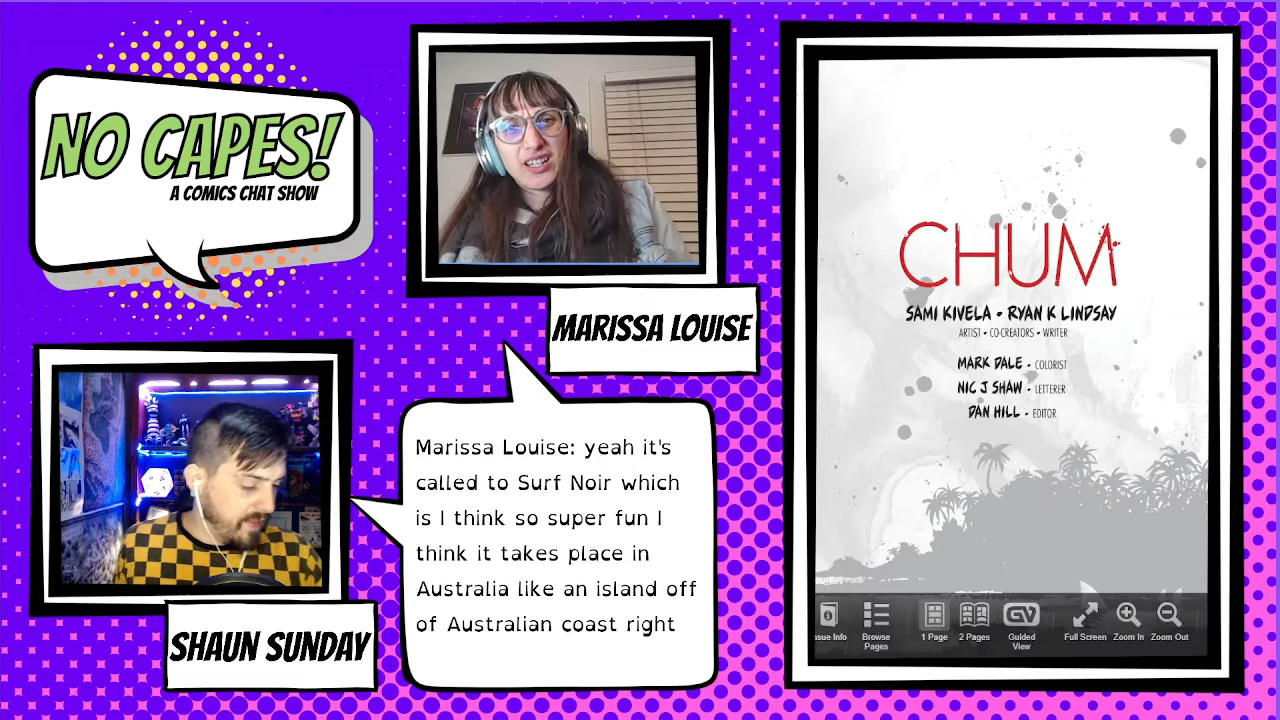 NO CAPES!
A COMICS CHAT SHOW
MARISSA LOUISE
SHAUN SUNDAY
Marissa Louise: yeah it's
called to Surf Noir which
is I think so super fun I
think it takes place in
Australia like an island off
of Australian coast right
CHUM
SAMI KIVELA • RYAN K LINDSAY
ARTIST • CO-CREATORS • WRITER
MARK DALE • COLORIST
NIC J SHAW • LETTERER
DAN HILL • EDITOR
ssue Info Browse Pages 1 Page 2 Pages GV Guided View Full Screen Zoom In Zoom Out